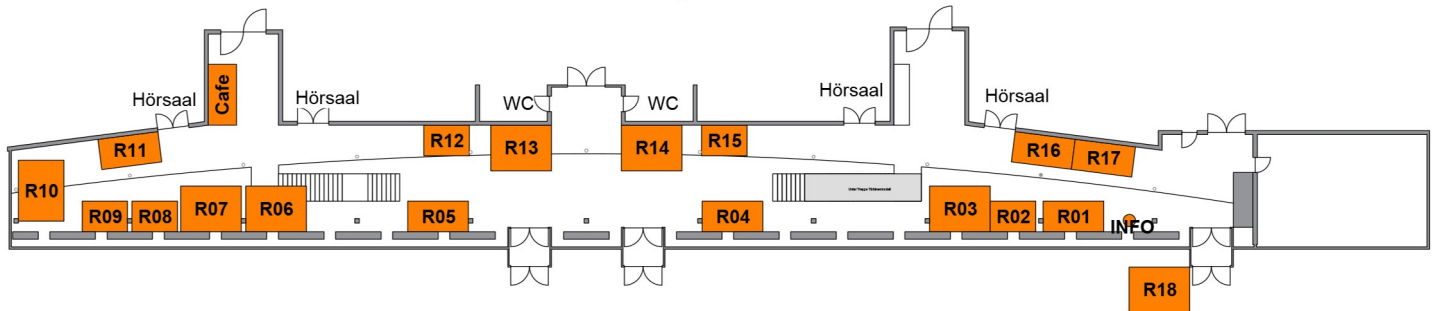 Hörsaal
Cafe
Hörsaal
WC
WC
Hörsaal
Hörsaal
R12
R13
R14
R15
R11
R16
R17
R10
R09
R08
R07
R06
R05
R04
R03
R02
R01
INFO
R18